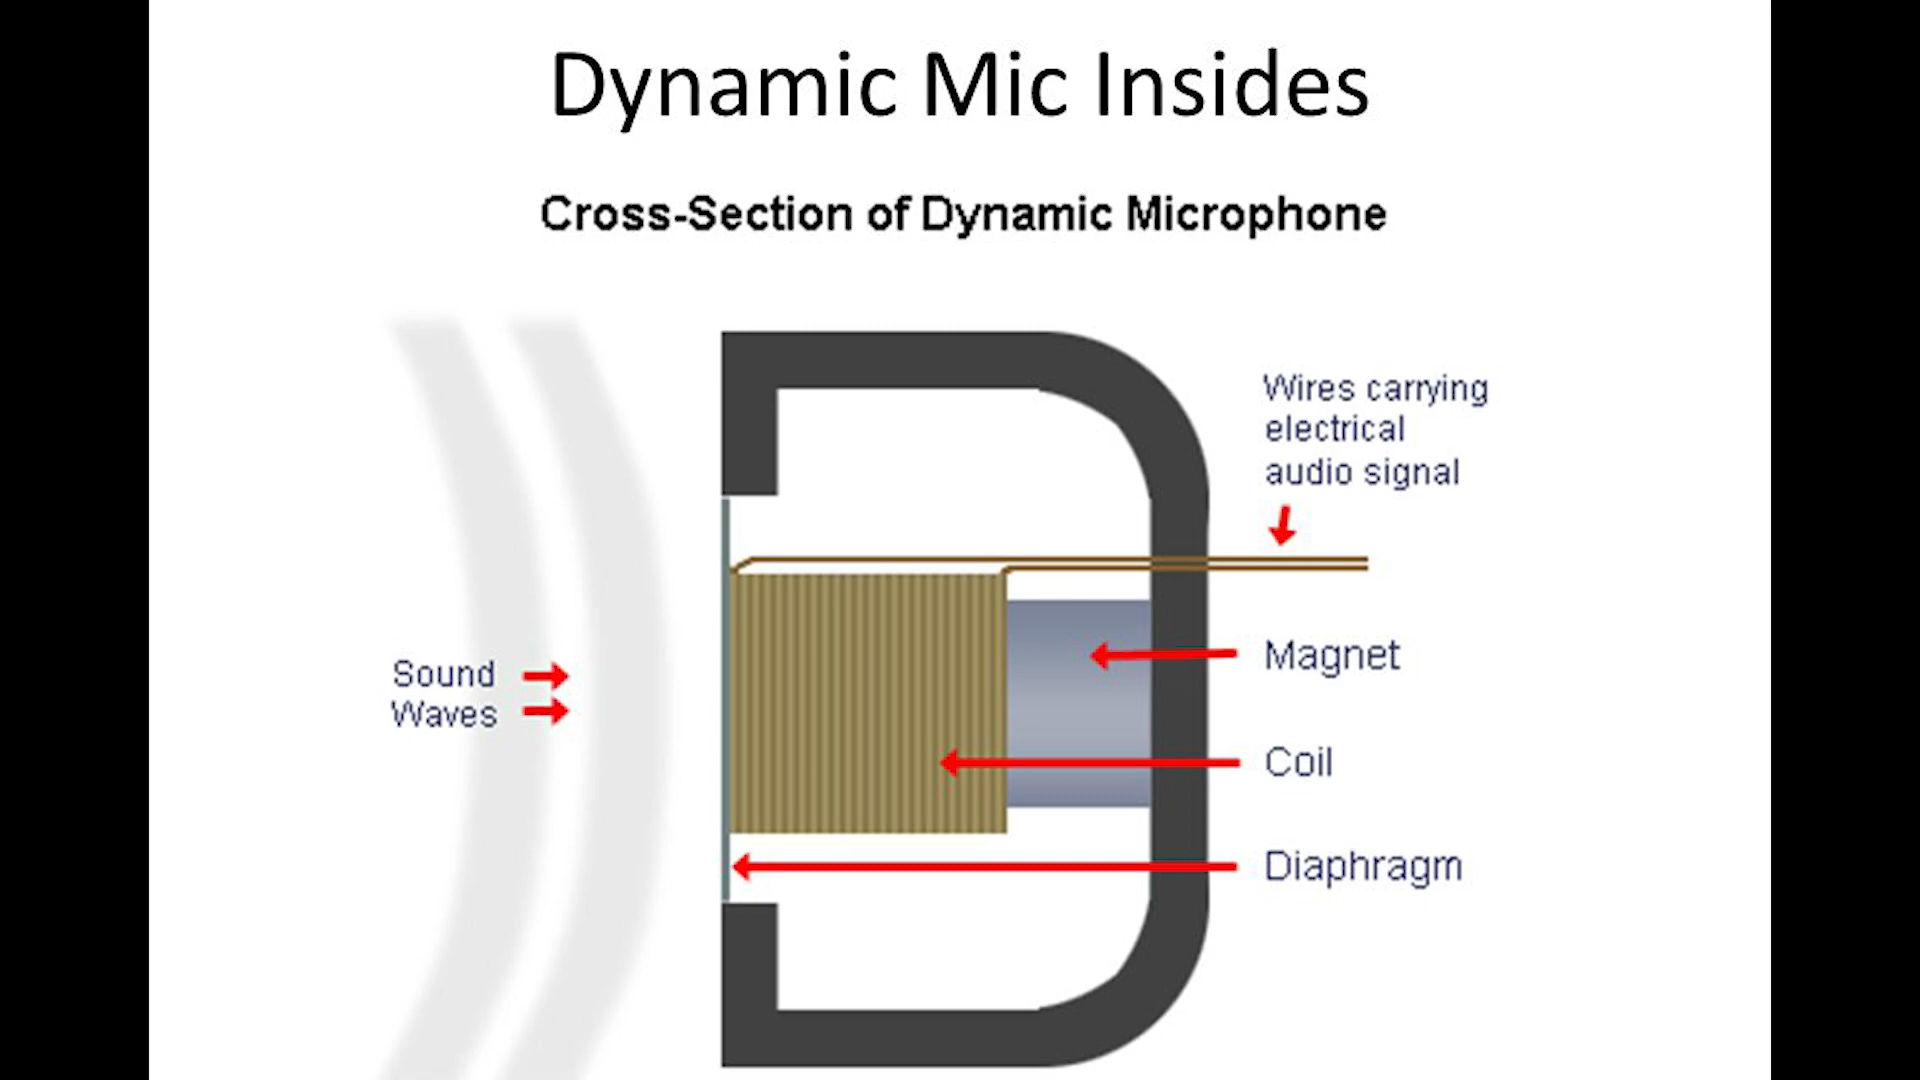 Dynamic Mic Insides
Cross-Section of Dynamic Microphone
Wires carrying
electrical
audio signal
Sound
Waves
Magnet
Coil
Diaphragm